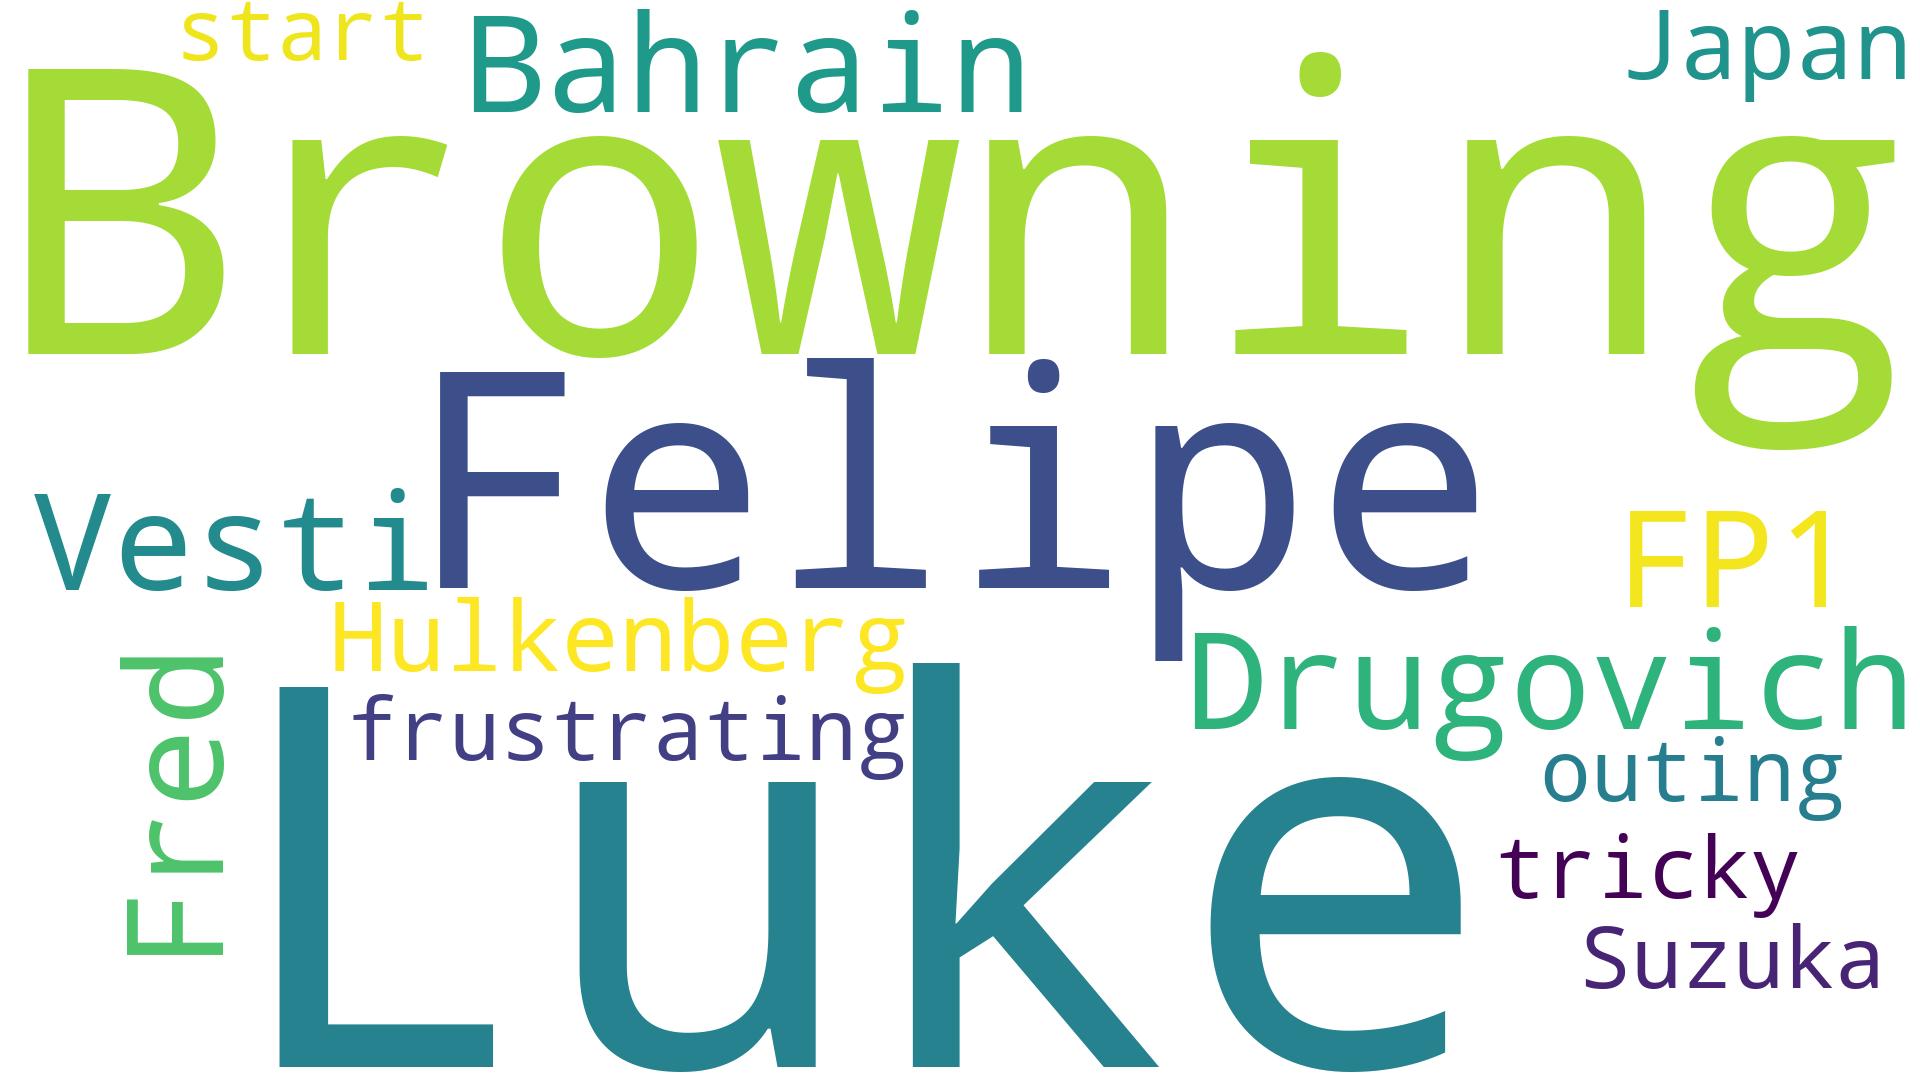 start
Bahrain
Japan
Browning
Felipe
Vesti
FP1
Hulkenberg
Drugovich
Fred
frustrating
Luke
outing
tricky
Suzuka